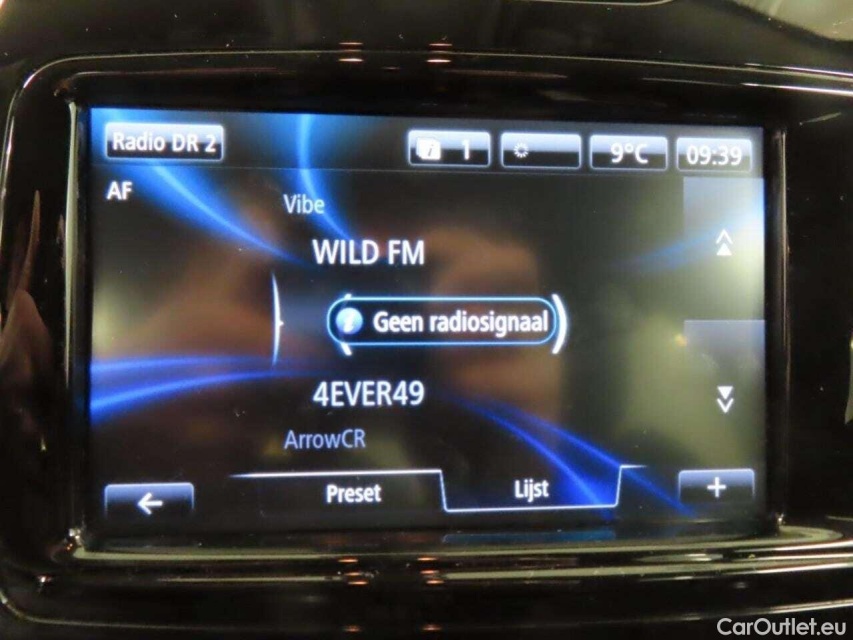 Radio DR 2 1 9°C 09:39
AF
Vibe
WILD FM
Geen radiosignaal
4EVER49
ArrowCR
Preset Lijst +
CarOutlet.eu